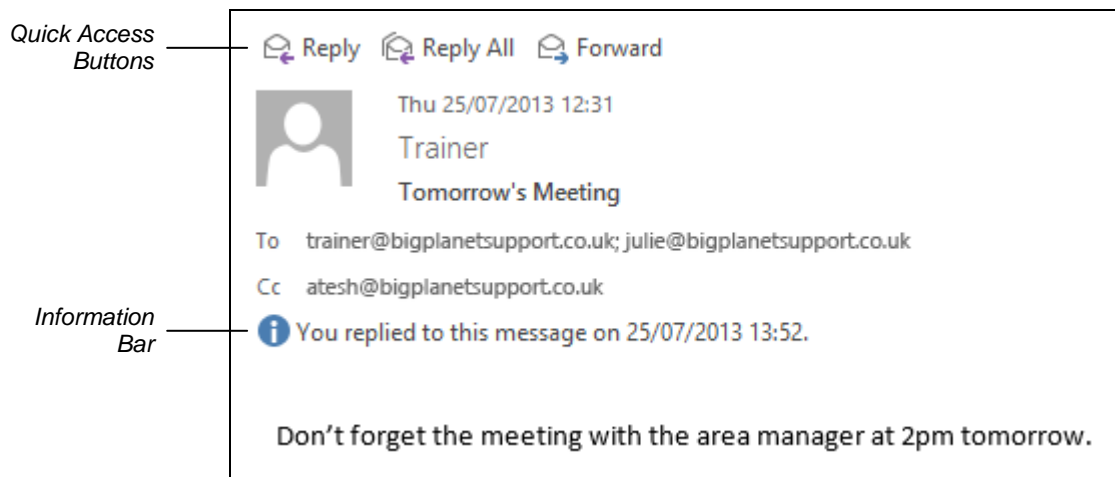 Quick Access
Buttons
Reply Reply All Forward
Thu 25/07/2013 12:31
Trainer
Tomorrow's Meeting
To trainer@bigplanetsupport.co.uk; julie@bigplanetsupport.co.uk
Cc atesh@bigplanetsupport.co.uk
Information
Bar
You replied to this message on 25/07/2013 13:52.
Don't forget the meeting with the area manager at 2pm tomorrow.